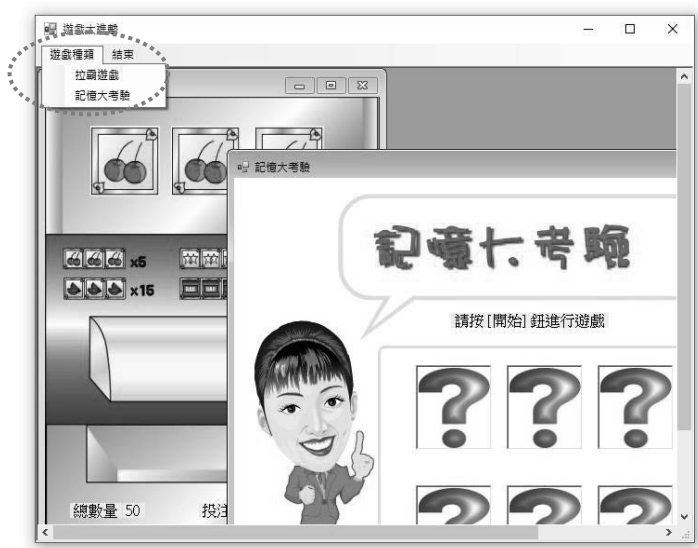 遊戲大進擊
遊戲種類 結束
拉霸遊戲
記憶大考驗
記憶大考驗
記憶大考驗
x5
x15
請按 [開始] 鈕進行遊戲
總數量 50
投注